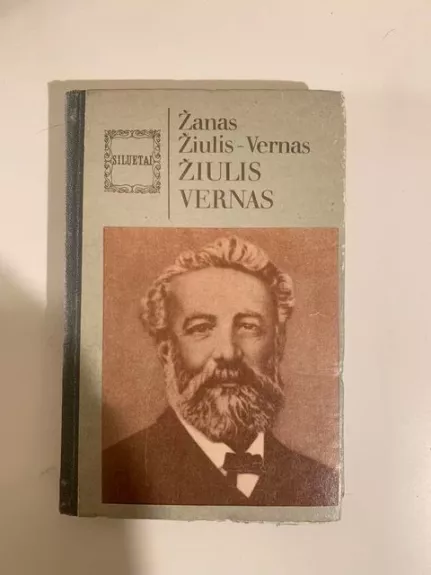 SILUETAI
Žanas
Žiulis-Vernas
ŽIULIS
VERNAS